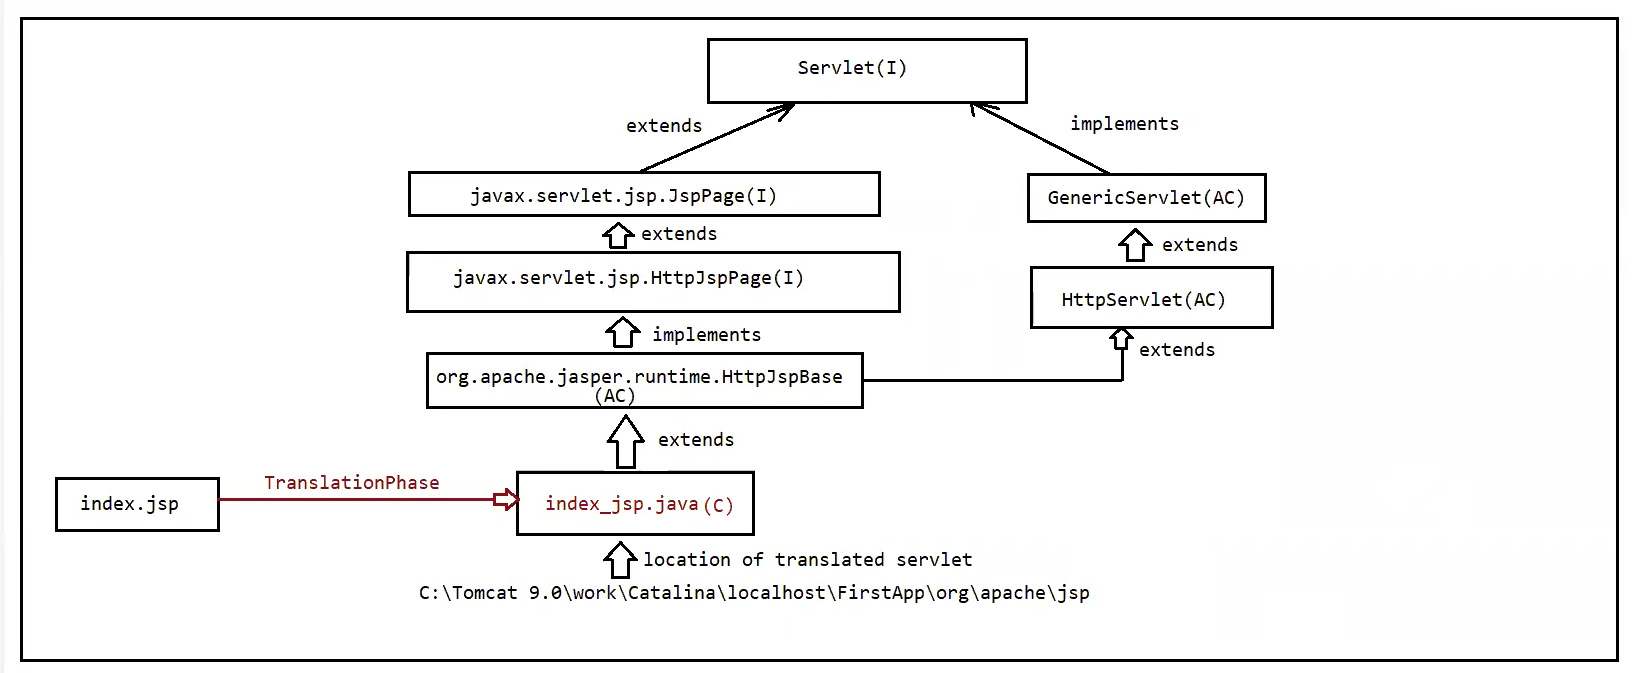 Servlet(I)
extends
implements
javax.servlet.jsp.JspPage(I)
GenericServlet(AC)
extends
extends
javax.servlet.jsp.HttpJspPage(I)
HttpServlet(AC)
implements
extends
org.apache.jasper.runtime.HttpJspBase
(AC)
extends
TranslationPhase
index.jsp
index_jsp.java(C)
location of translated servlet
C:\Tomcat 9.0\work\Catalina\localhost\FirstApp\org\apache\jsp